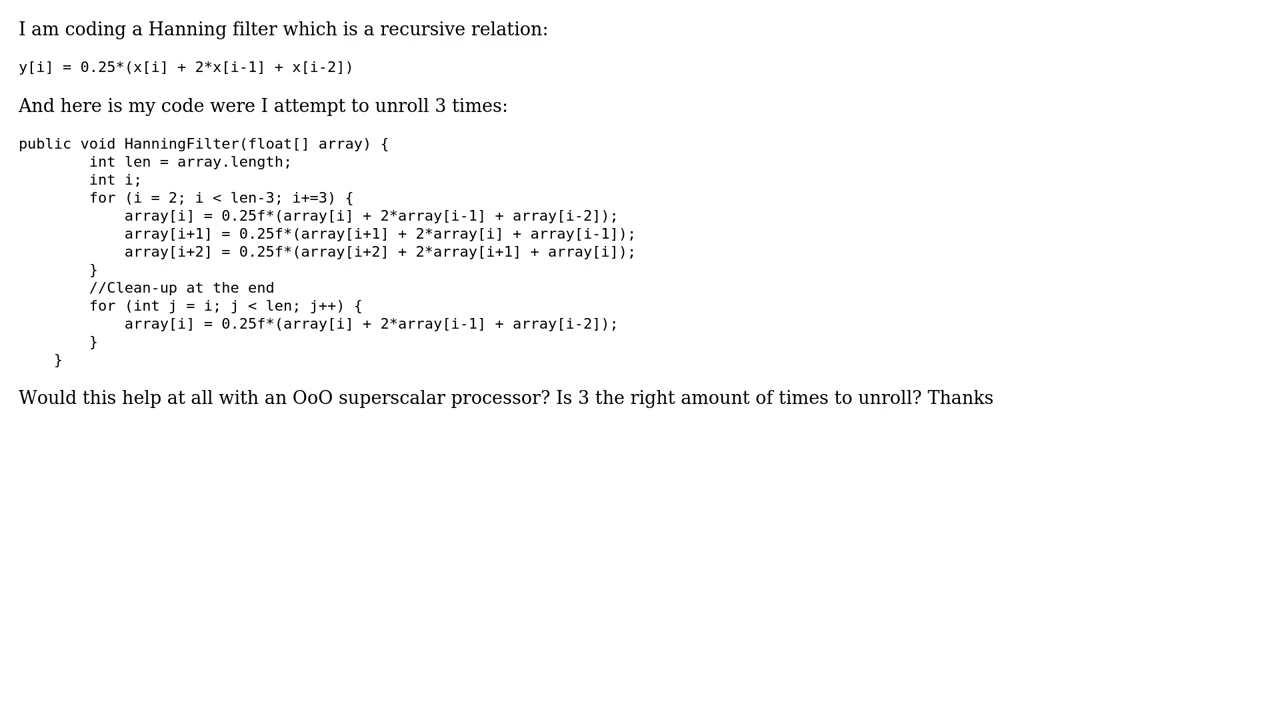 I am coding a Hanning filter which is a recursive relation:
y[i] = 0.25*(x[i] + 2*x[i-1] + x[i-2])
And here is my code were I attempt to unroll 3 times:
public void HanningFilter(float[] array) {
        int len = array.length;
        int i;
        for (i = 2; i < len-3; i+=3) {
            array[i] = 0.25f*(array[i] + 2*array[i-1] + array[i-2]);
            array[i+1] = 0.25f*(array[i+1] + 2*array[i] + array[i-1]);
            array[i+2] = 0.25f*(array[i+2] + 2*array[i+1] + array[i]);
        }
        //Clean-up at the end
        for (int j = i; j < len; j++) {
            array[i] = 0.25f*(array[i] + 2*array[i-1] + array[i-2]);
        }
    }
Would this help at all with an OoO superscalar processor? Is 3 the right amount of times to unroll? Thanks